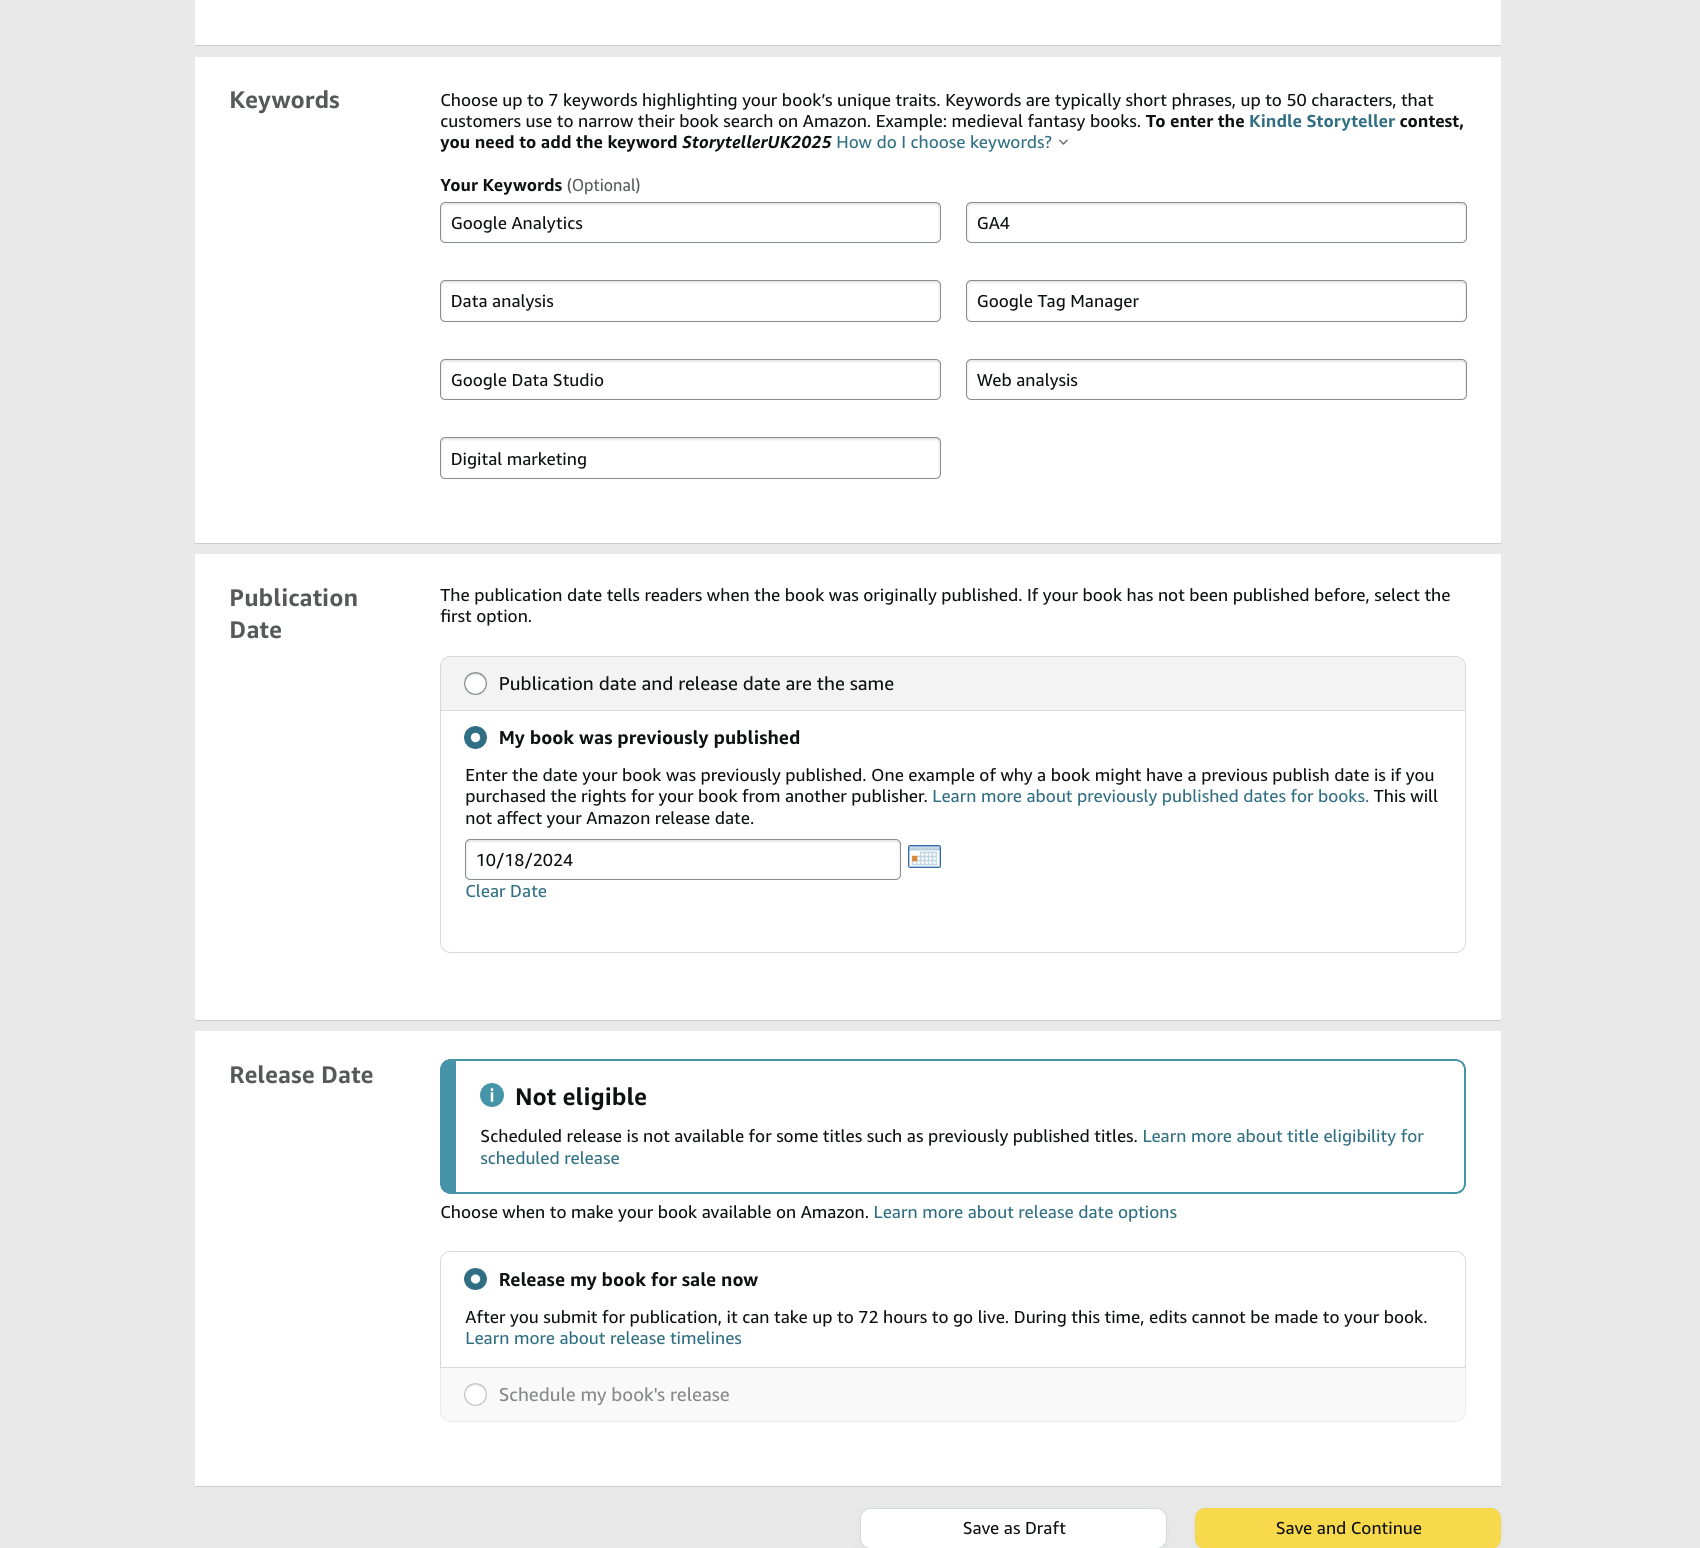 Keywords
Choose up to 7 keywords highlighting your book’s unique traits. Keywords are typically short phrases, up to 50 characters, that
customers use to narrow their book search on Amazon. Example: medieval fantasy books. To enter the Kindle Storyteller contest,
you need to add the keyword StorytellerUK2025 How do I choose keywords?
Your Keywords (Optional)
Google Analytics
GA4
Data analysis
Google Tag Manager
Google Data Studio
Web analysis
Digital marketing
Publication
Date
The publication date tells readers when the book was originally published. If your book has not been published before, select the
first option.
Publication date and release date are the same
My book was previously published
Enter the date your book was previously published. One example of why a book might have a previous publish date is if you
purchased the rights for your book from another publisher. Learn more about previously published dates for books. This will
not affect your Amazon release date.
10/18/2024
Clear Date
Release Date
Not eligible
Scheduled release is not available for some titles such as previously published titles. Learn more about title eligibility for
scheduled release
Choose when to make your book available on Amazon. Learn more about release date options
Release my book for sale now
After you submit for publication, it can take up to 72 hours to go live. During this time, edits cannot be made to your book.
Learn more about release timelines
Schedule my book's release
Save as Draft
Save and Continue